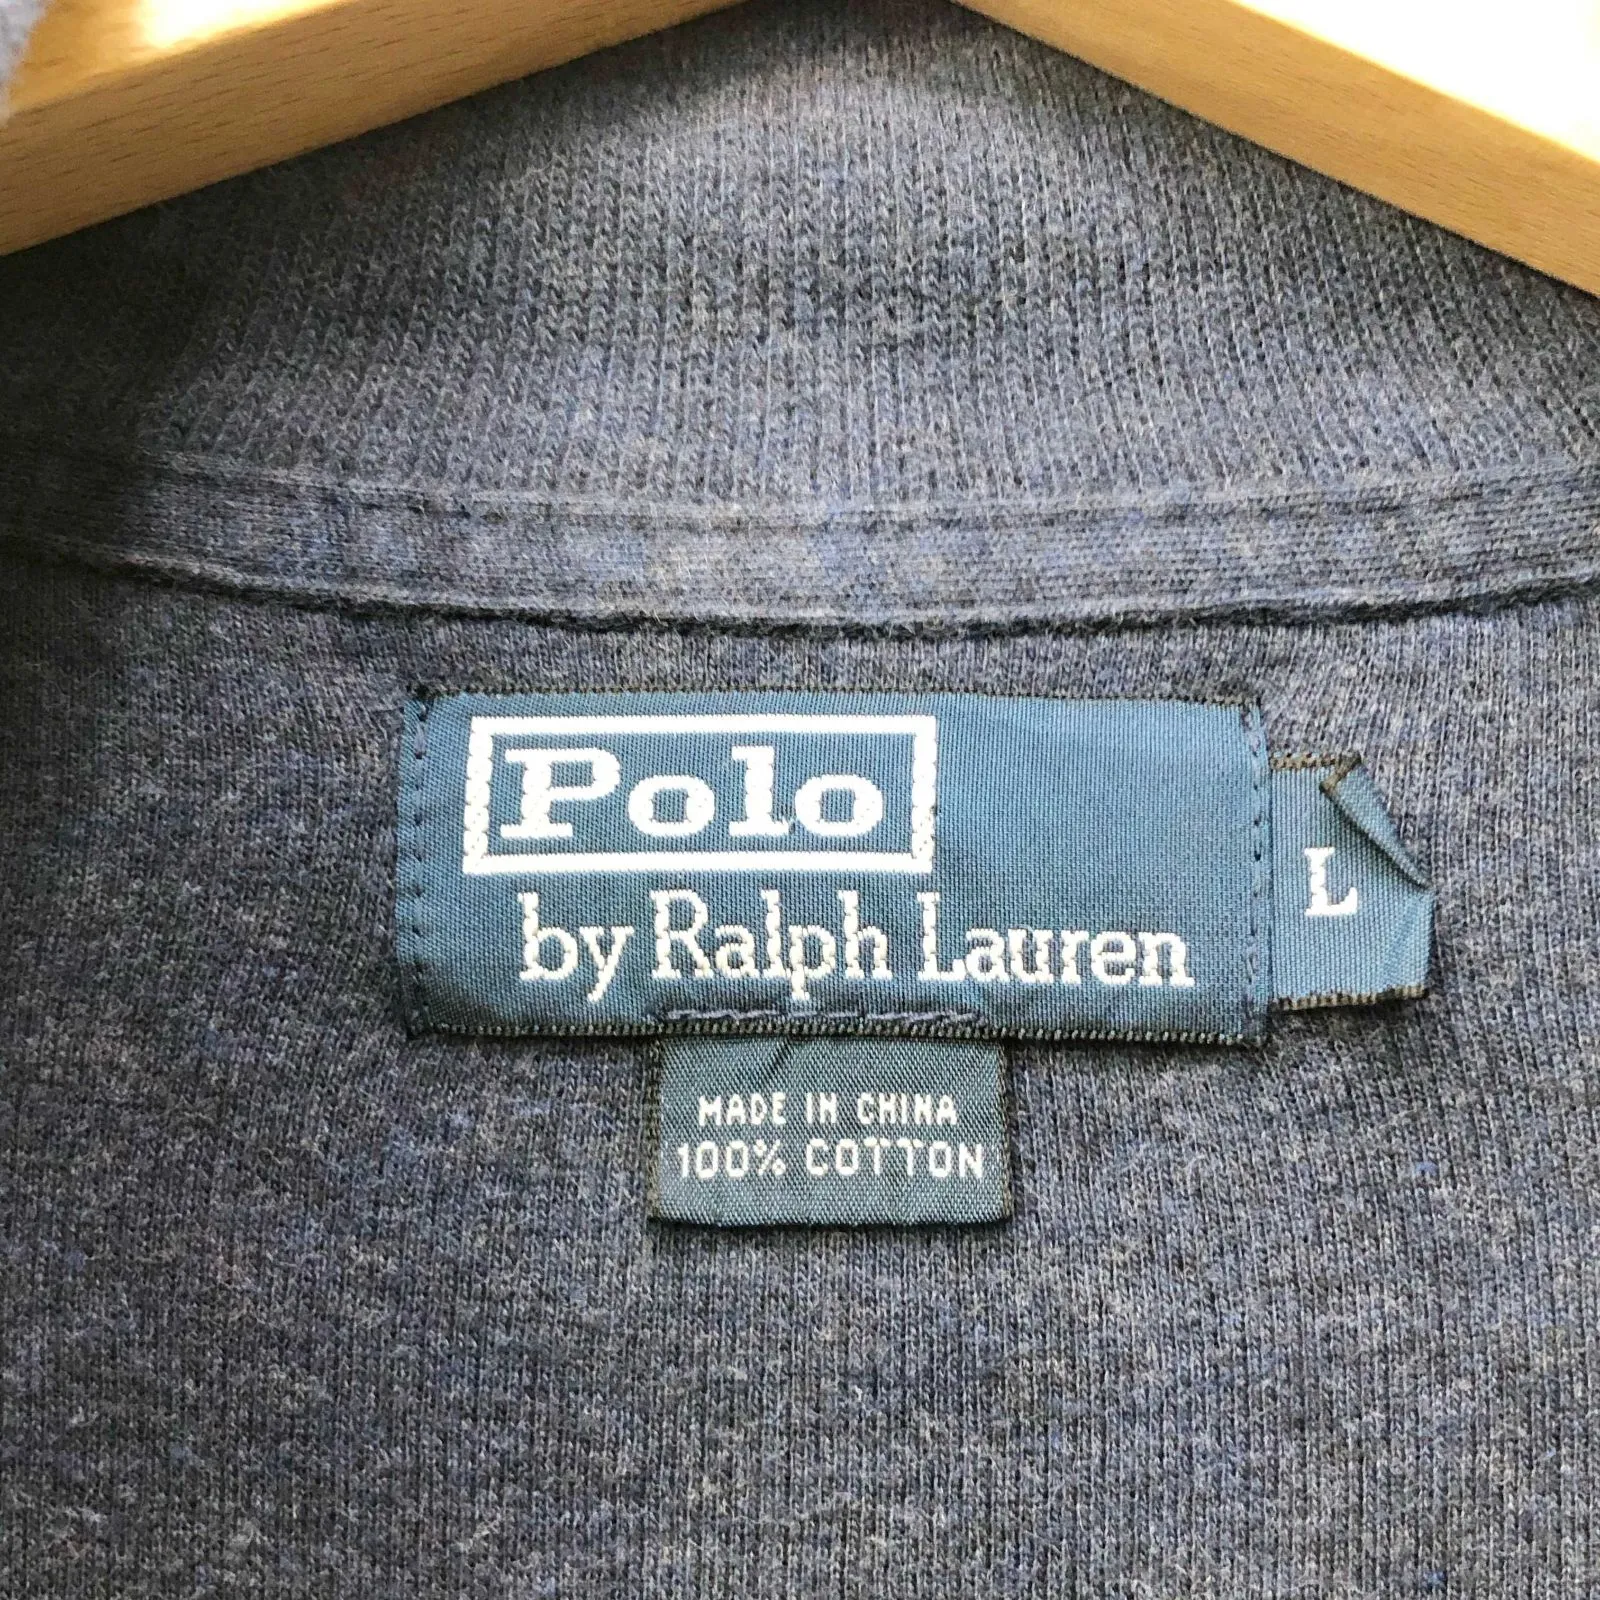 Polo
by Ralph Lauren
L
MADE IN CHINA
100% COTTON